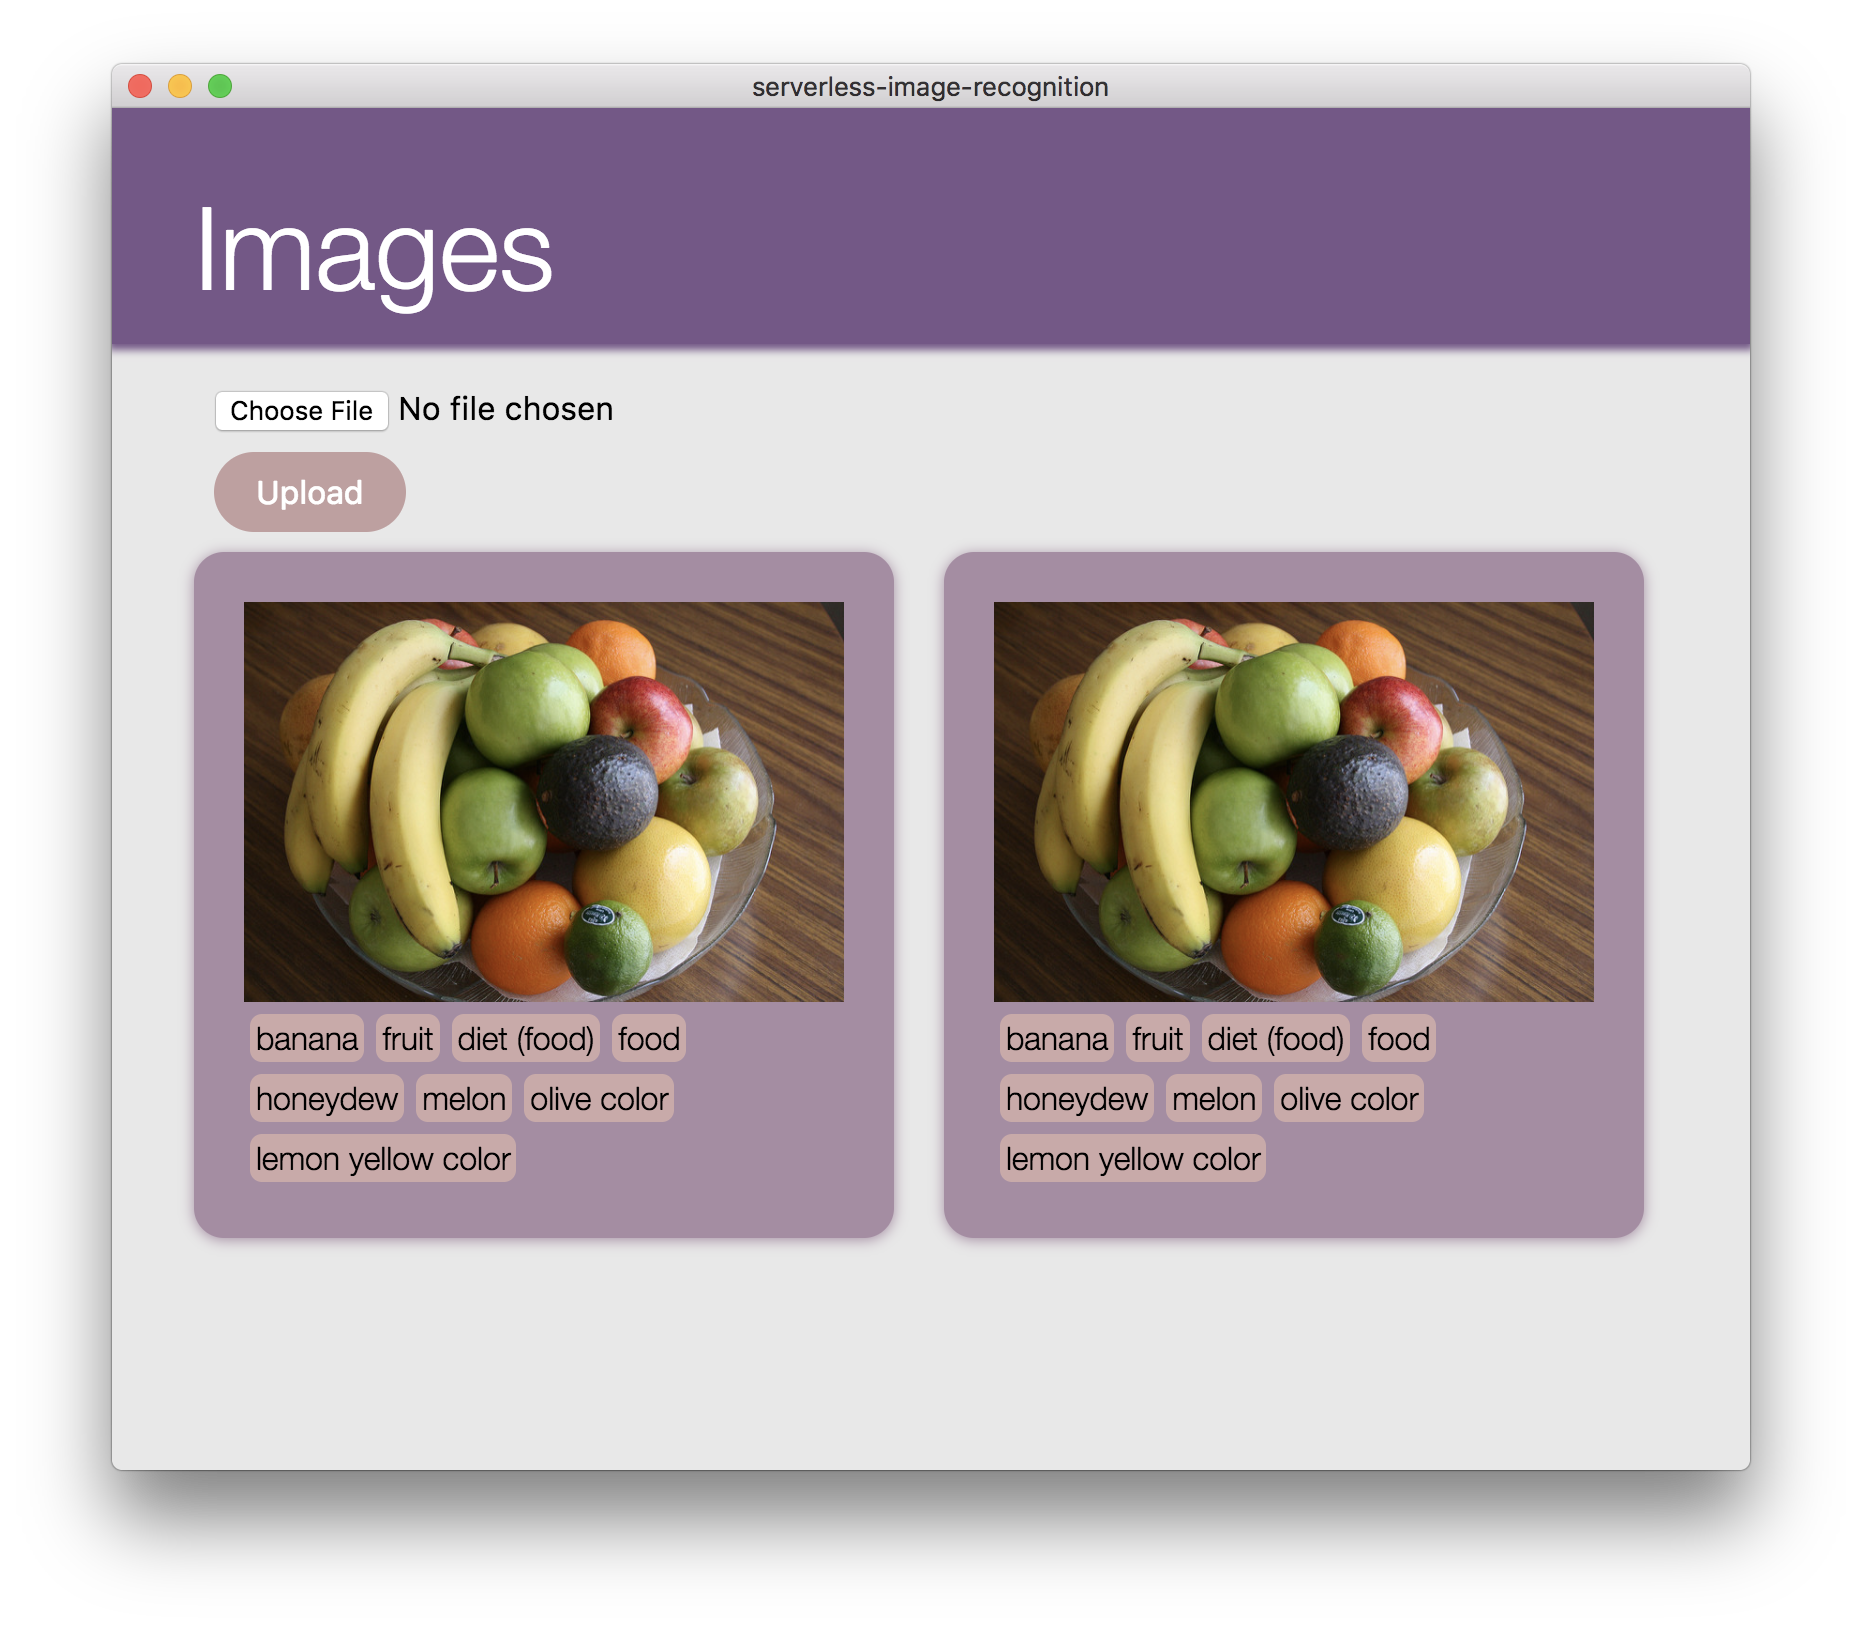 serverless-image-recognition
Images
Choose File No file chosen
Upload
banana fruit diet (food) food
honeydew melon olive color
lemon yellow color
banana fruit diet (food) food
honeydew melon olive color
lemon yellow color